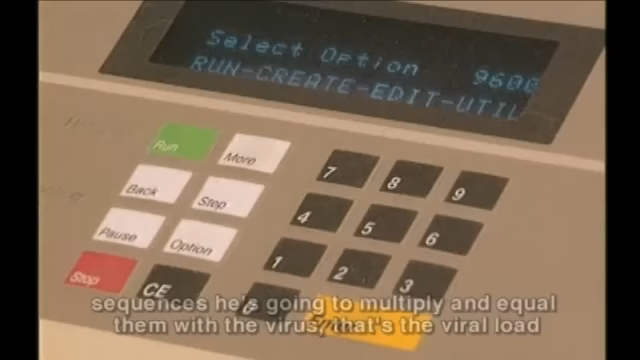 Select Option 9600
RUN-CREATE-EDIT-UTIL
Run
More
7 8 9
Back
Step
4 5 6
Pause
Option
1 2 3
Stop
CE
0
sequences he's going to multiply and equal
them with the virus, that's the viral load